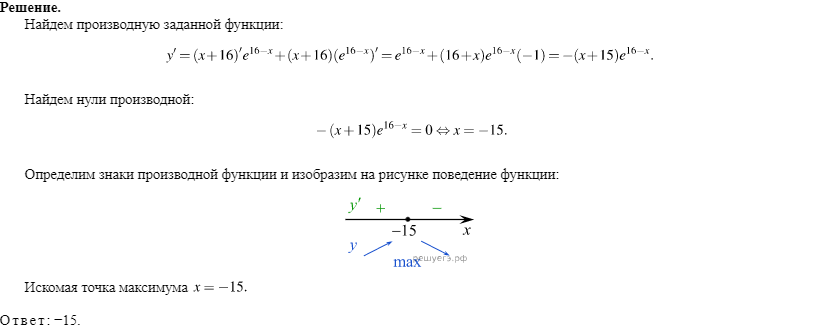 Решение.
Найдем производную заданной функции:
y′ = (x+16)′e^{16−x} + (x+16)(e^{16−x})′ = e^{16−x} + (16+x)e^{16−x}(−1) = −(x+15)e^{16−x}.
Найдем нули производной:
−(x+15)e^{16−x} = 0 ⇔ x = −15.
Определим знаки производной функции и изобразим на рисунке поведение функции:
y′ + −
−15 x
y
max решуегэ.рф
Искомая точка максимума x = −15.
Ответ: −15.